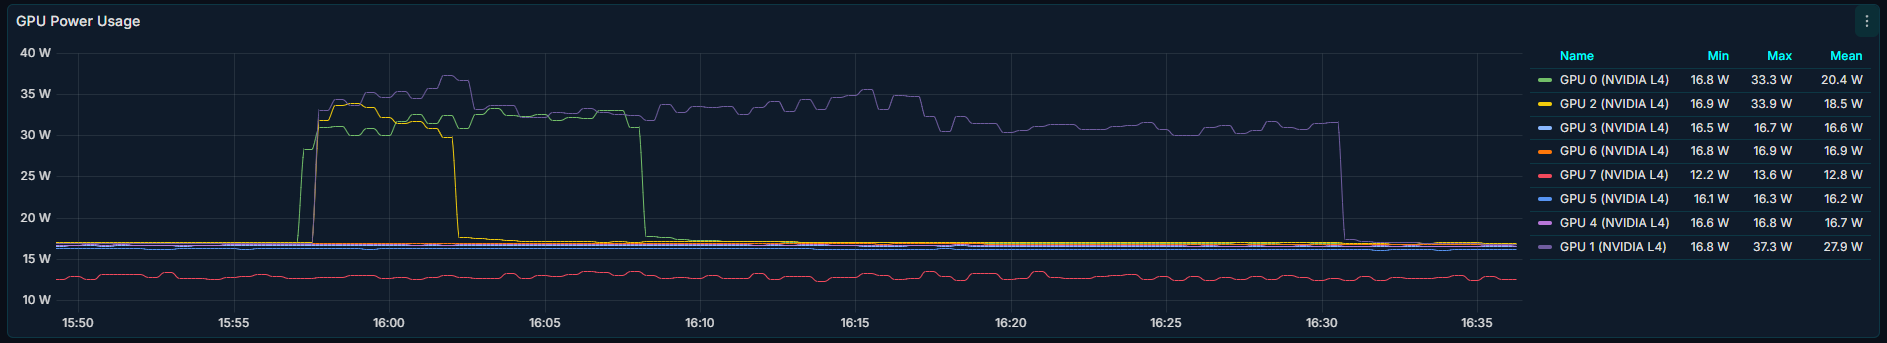 GPU Power Usage
40 W
35 W
30 W
25 W
20 W
15 W
10 W
15:50 15:55 16:00 16:05 16:10 16:15 16:20 16:25 16:30 16:35
Name Min Max Mean
GPU 0 (NVIDIA L4) 16.8 W 33.3 W 20.4 W
GPU 2 (NVIDIA L4) 16.9 W 33.9 W 18.5 W
GPU 3 (NVIDIA L4) 16.5 W 16.7 W 16.6 W
GPU 6 (NVIDIA L4) 16.8 W 16.9 W 16.9 W
GPU 7 (NVIDIA L4) 12.2 W 13.6 W 12.8 W
GPU 5 (NVIDIA L4) 16.1 W 16.3 W 16.2 W
GPU 4 (NVIDIA L4) 16.6 W 16.8 W 16.7 W
GPU 1 (NVIDIA L4) 16.8 W 37.3 W 27.9 W